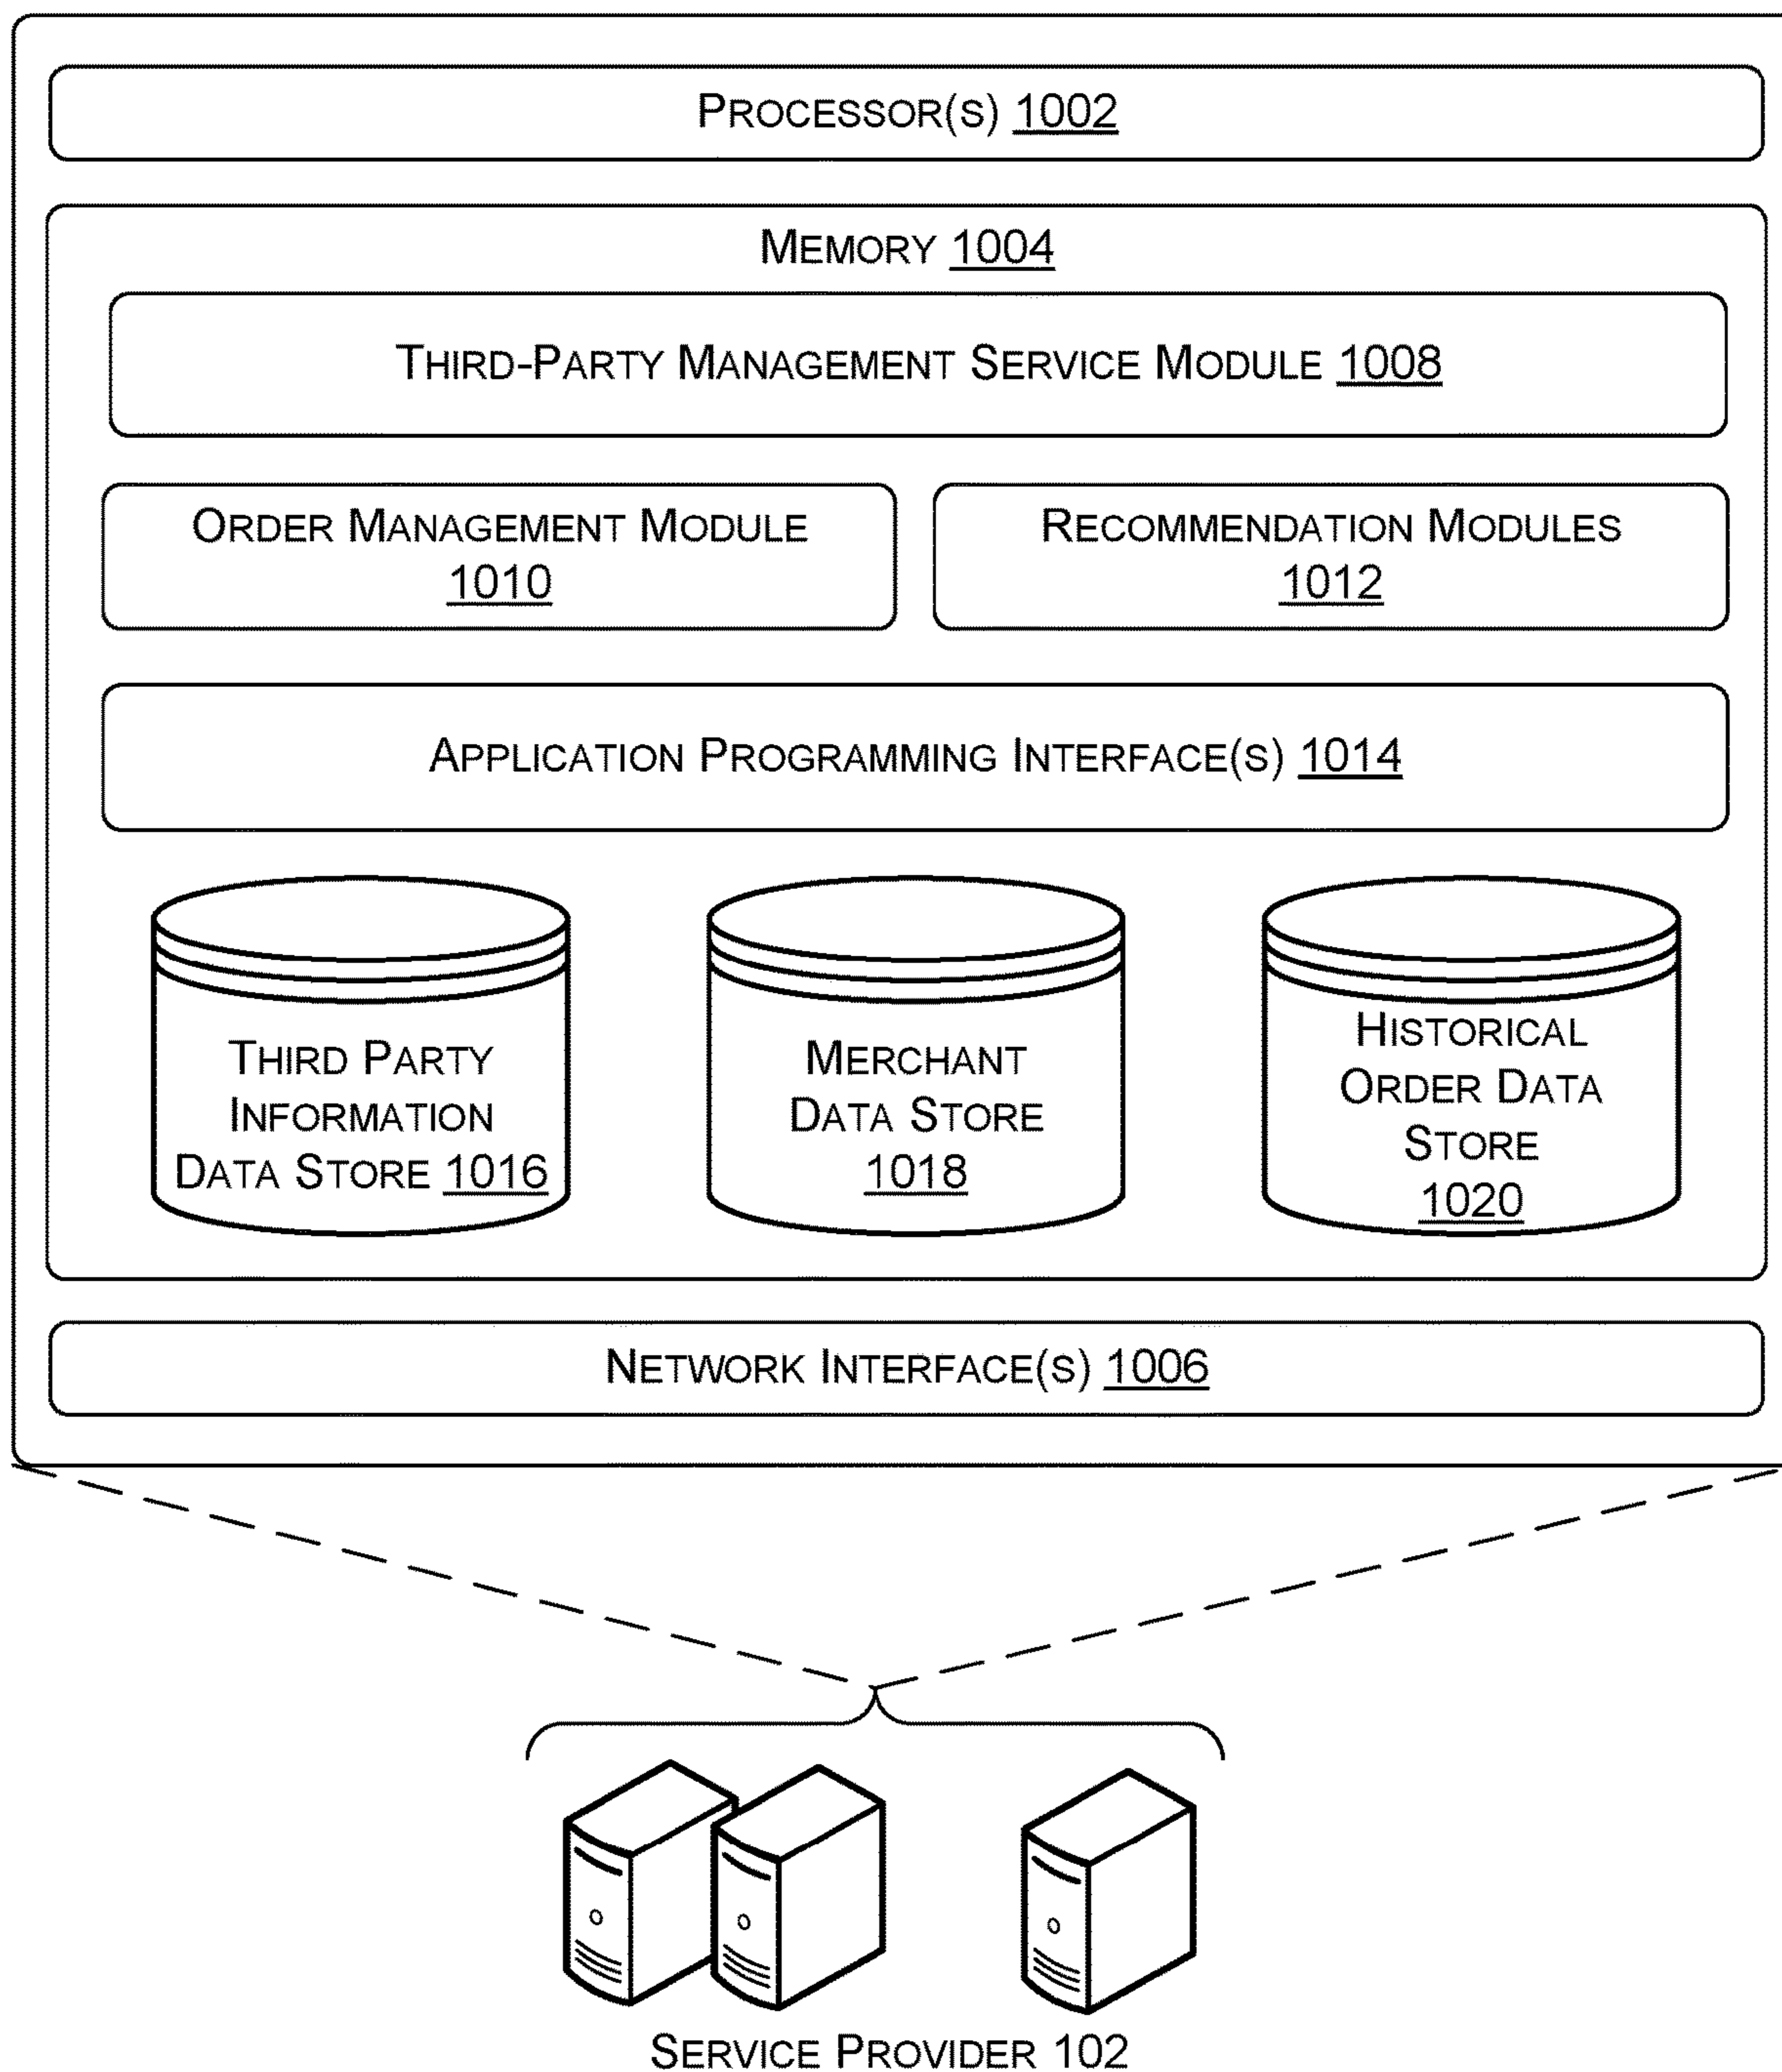 PROCESSOR(S) 1002
MEMORY 1004
THIRD-PARTY MANAGEMENT SERVICE MODULE 1008
ORDER MANAGEMENT MODULE
1010
RECOMMENDATION MODULES
1012
APPLICATION PROGRAMMING INTERFACE(S) 1014
THIRD PARTY
INFORMATION
DATA STORE 1016
MERCHANT
DATA STORE
1018
HISTORICAL
ORDER DATA
STORE
1020
NETWORK INTERFACE(S) 1006
SERVICE PROVIDER 102